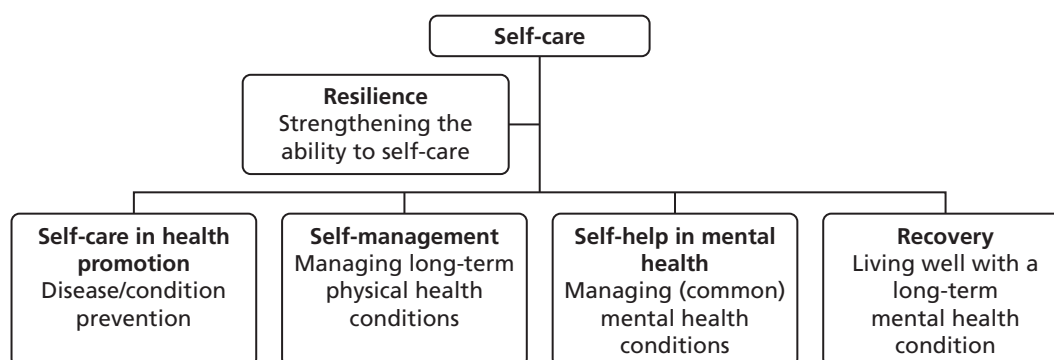 Self-care
Resilience
Strengthening the
ability to self-care
Self-care in health
promotion
Disease/condition
prevention
Self-management
Managing long-term
physical health
conditions
Self-help in mental
health
Managing (common)
mental health
conditions
Recovery
Living well with a
long-term
mental health
condition